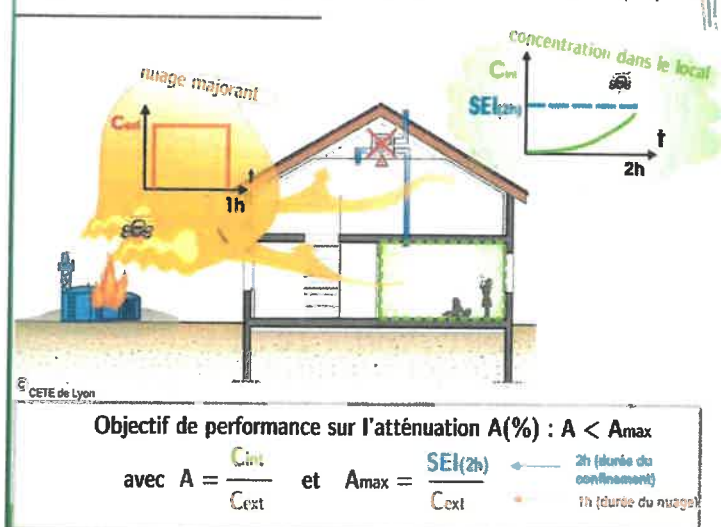 concentration dans le local
nuage majorant
Cint
SEI(2h)
t
2h
Cext
t
1h
© CETE de Lyon
Objectif de performance sur l'atténuation A(%) : A < Amax
avec A = Cint / Cext et Amax = SEI(2h) / Cext
2h (durée du confinement)
1h (durée du nuage)